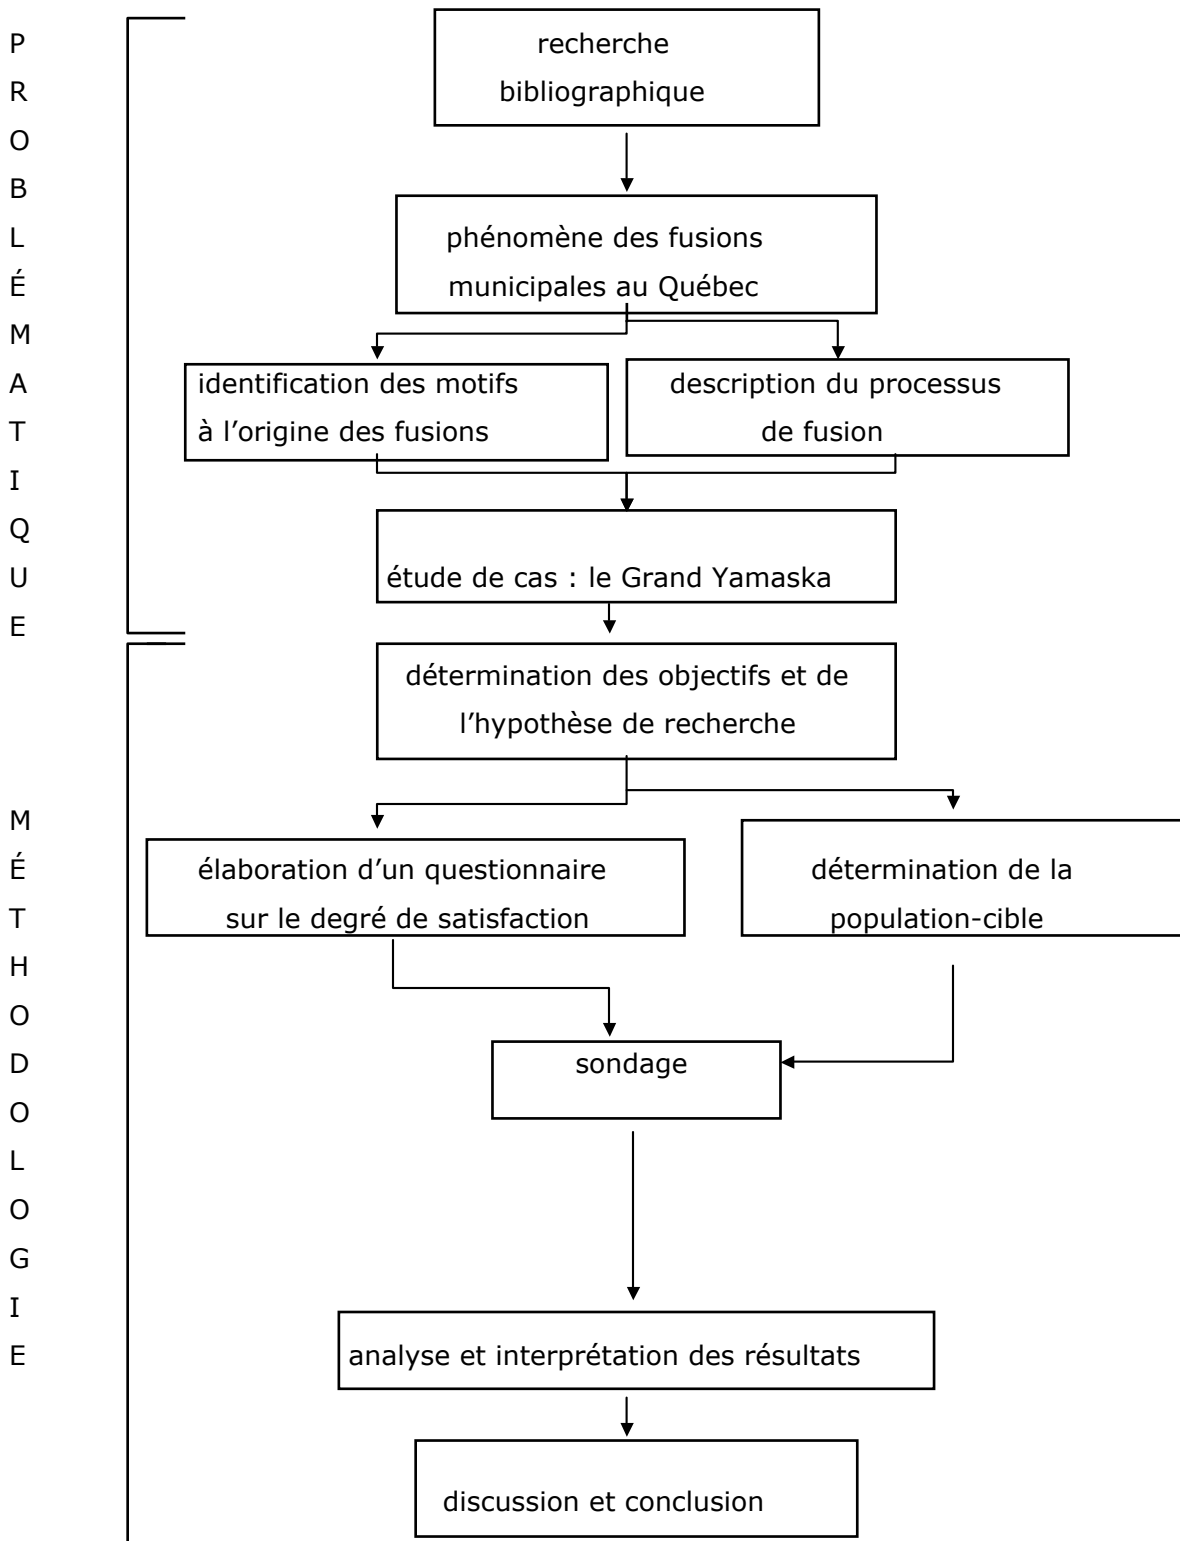 PROBLÉMATIQUE
recherche
bibliographique
phénomène des fusions
municipales au Québec
identification des motifs
à l’origine des fusions
description du processus
de fusion
étude de cas : le Grand Yamaska
MÉTHODOLOGIE
détermination des objectifs et de
l’hypothèse de recherche
élaboration d’un questionnaire
sur le degré de satisfaction
détermination de la
population-cible
sondage
analyse et interprétation des résultats
discussion et conclusion